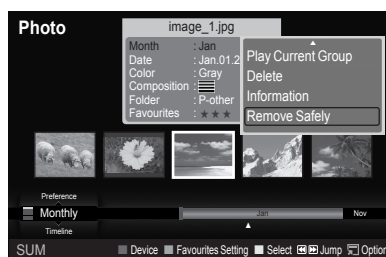 Photo
image_1.jpg
Month : Jan
Date : Jan.01.2
Color : Gray
Composition :
Folder : P-other
Favourites : ★ ★ ★
Play Current Group
Delete
Information
Remove Safely
Preference
Monthly
Timeline
Jan
Nov
SUM
Device
Favourites Setting
Select
Jump
Option